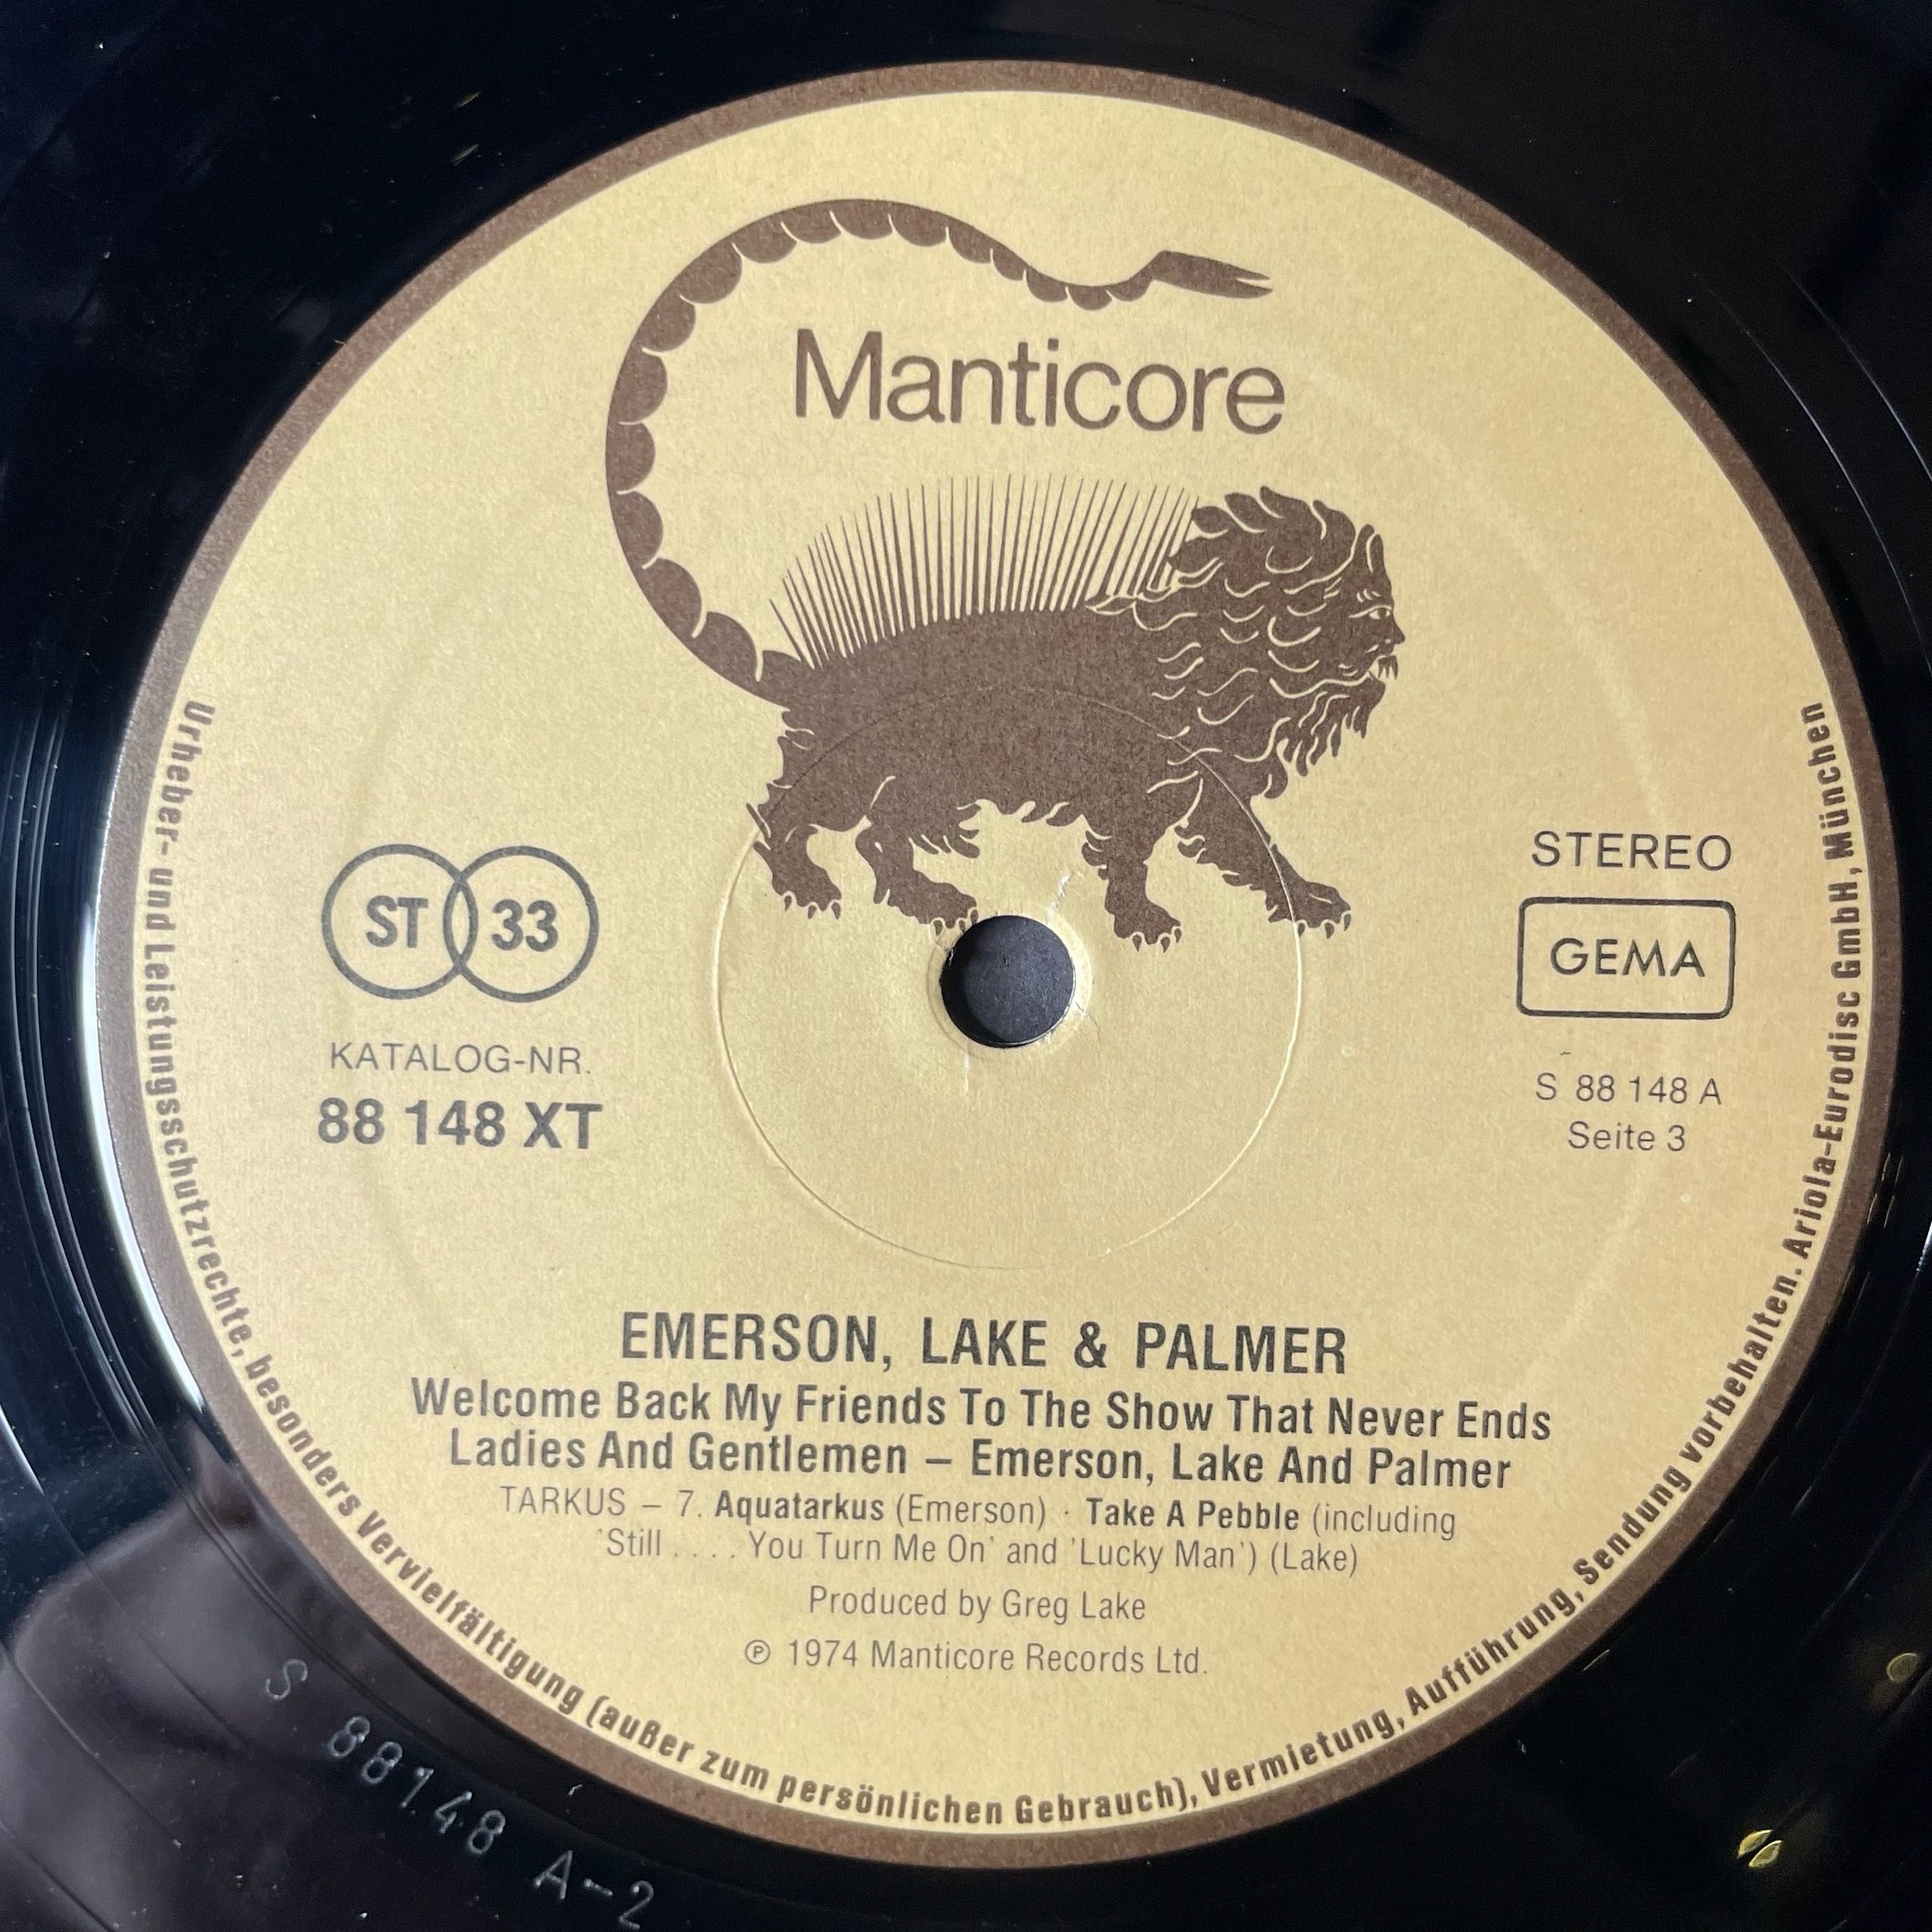 Manticore
ST 33
KATALOG-NR.
88 148 XT
STEREO
GEMA
S 88 148 A
Seite 3
EMERSON, LAKE & PALMER
Welcome Back My Friends To The Show That Never Ends
Ladies And Gentlemen – Emerson, Lake And Palmer
TARKUS – 7. Aquatarkus (Emerson) · Take A Pebble (including
'Still . . . . You Turn Me On' and 'Lucky Man') (Lake)
Produced by Greg Lake
℗ 1974 Manticore Records Ltd.
Urheber- und Leistungsschutzrechte, besonders Vervielfältigung (außer zum persönlichen Gebrauch), Vermietung, Aufführung, Sendung vorbehalten. Ariola-Eurodisc GmbH, München
S 88148 A-2